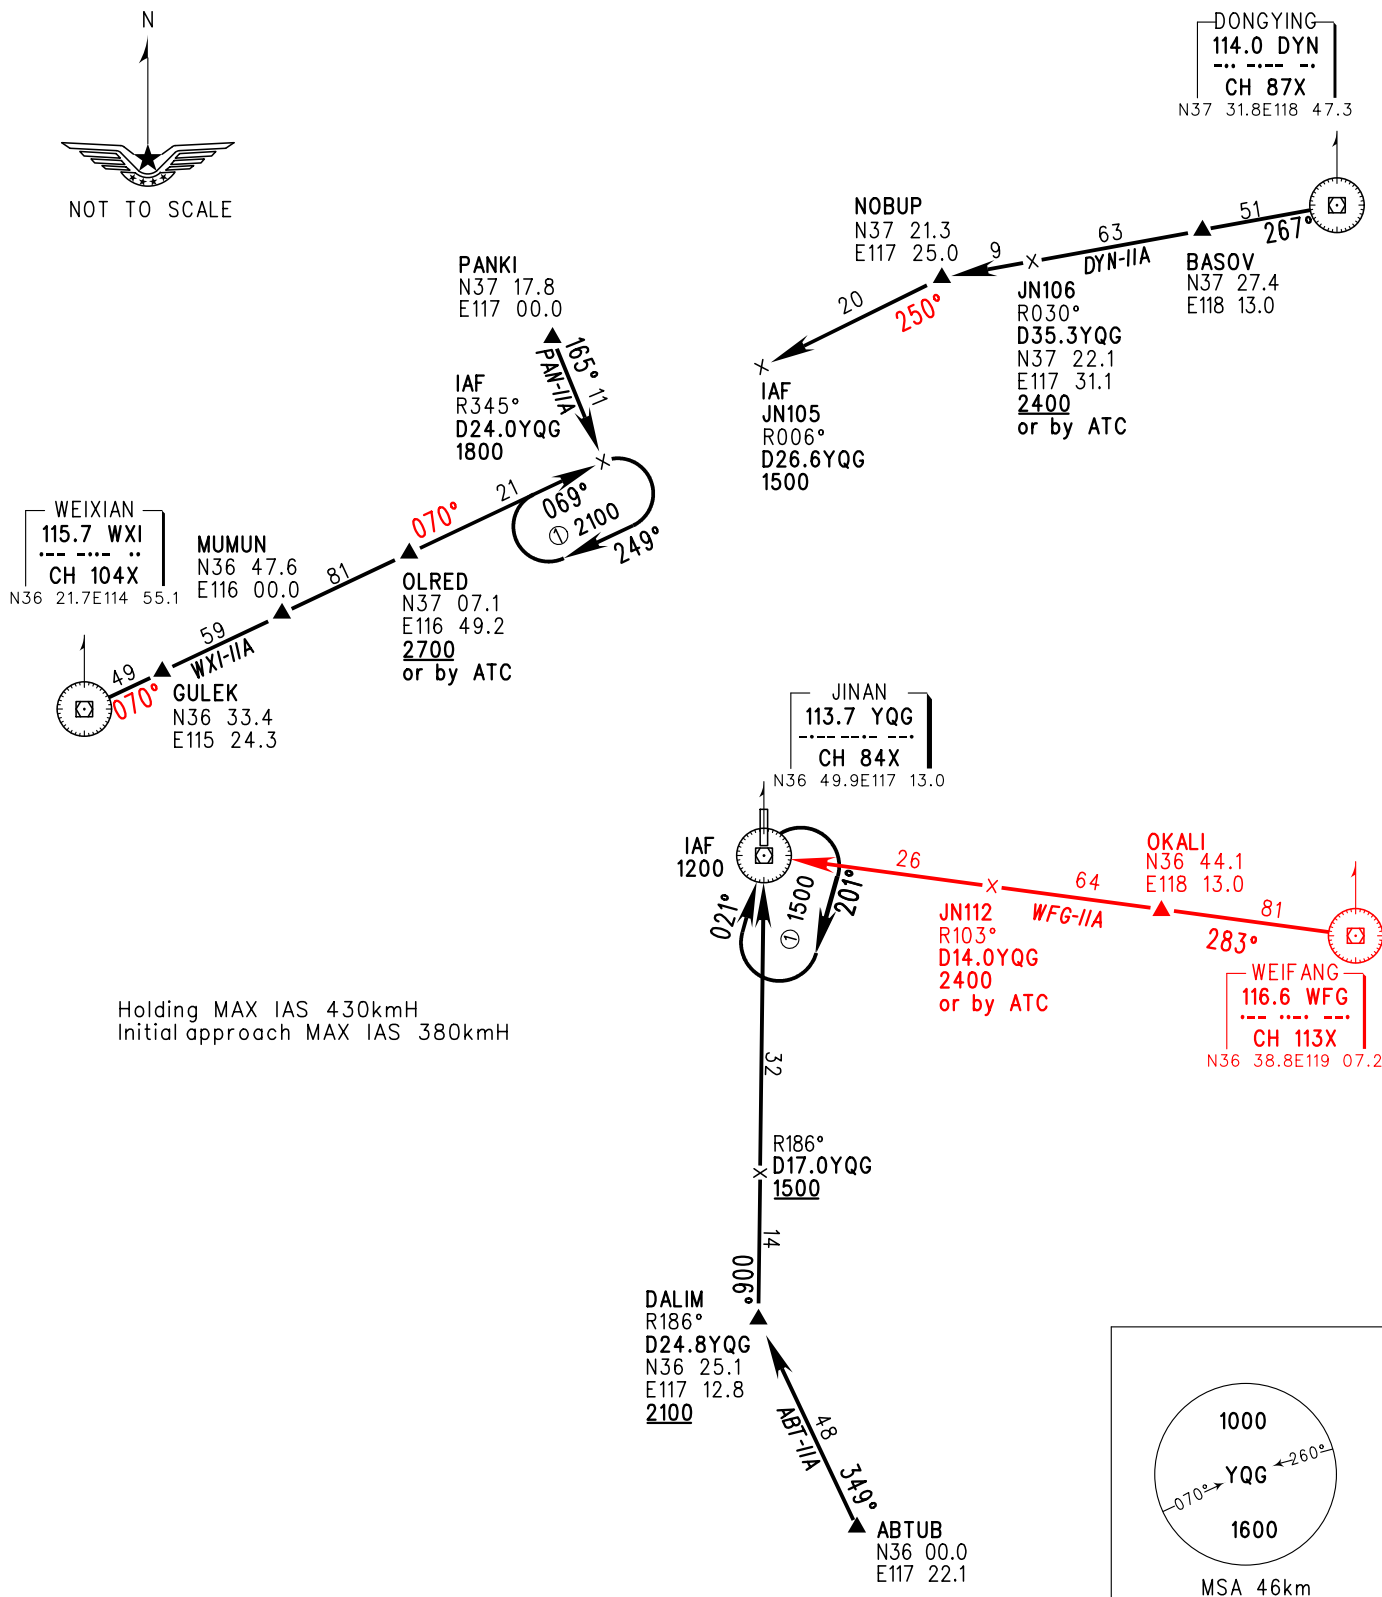 N
NOT TO SCALE
DONGYING
114.0 DYN
CH 87X
N37 31.8E118 47.3
51
267°
BASOV
N37 27.4
E118 13.0
63
DYN-11A
JN106
R030°
D35.3YQG
N37 22.1
E117 31.1
2400
or by ATC
9
NOBUP
N37 21.3
E117 25.0
20
250°
IAF
JN105
R006°
D26.6YQG
1500
PANKI
N37 17.8
E117 00.0
165°
11
PAN-11A
IAF
R345°
D24.0YQG
1800
21
069°
① 2100
249°
070°
WEIXIAN
115.7 WXI
CH 104X
N36 21.7E114 55.1
49
070°
GULEK
N36 33.4
E115 24.3
59
WXI-11A
MUMUN
N36 47.6
E116 00.0
81
OLRED
N37 07.1
E116 49.2
2700
or by ATC
JINAN
113.7 YQG
CH 84X
N36 49.9E117 13.0
IAF
1200
021°
① 1500
201°
26
JN112
R103°
D14.0YQG
2400
or by ATC
64
WFG-11A
OKALI
N36 44.1
E118 13.0
81
283°
WEIFANG
116.6 WFG
CH 113X
N36 38.8E119 07.2
Holding MAX IAS 430kmH
Initial approach MAX IAS 380kmH
32
R186°
D17.0YQG
1500
14
006°
DALIM
R186°
D24.8YQG
N36 25.1
E117 12.8
2100
48
ABT-11A
349°
ABTUB
N36 00.0
E117 22.1
1000
YQG
260°
070°
1600
MSA 46km